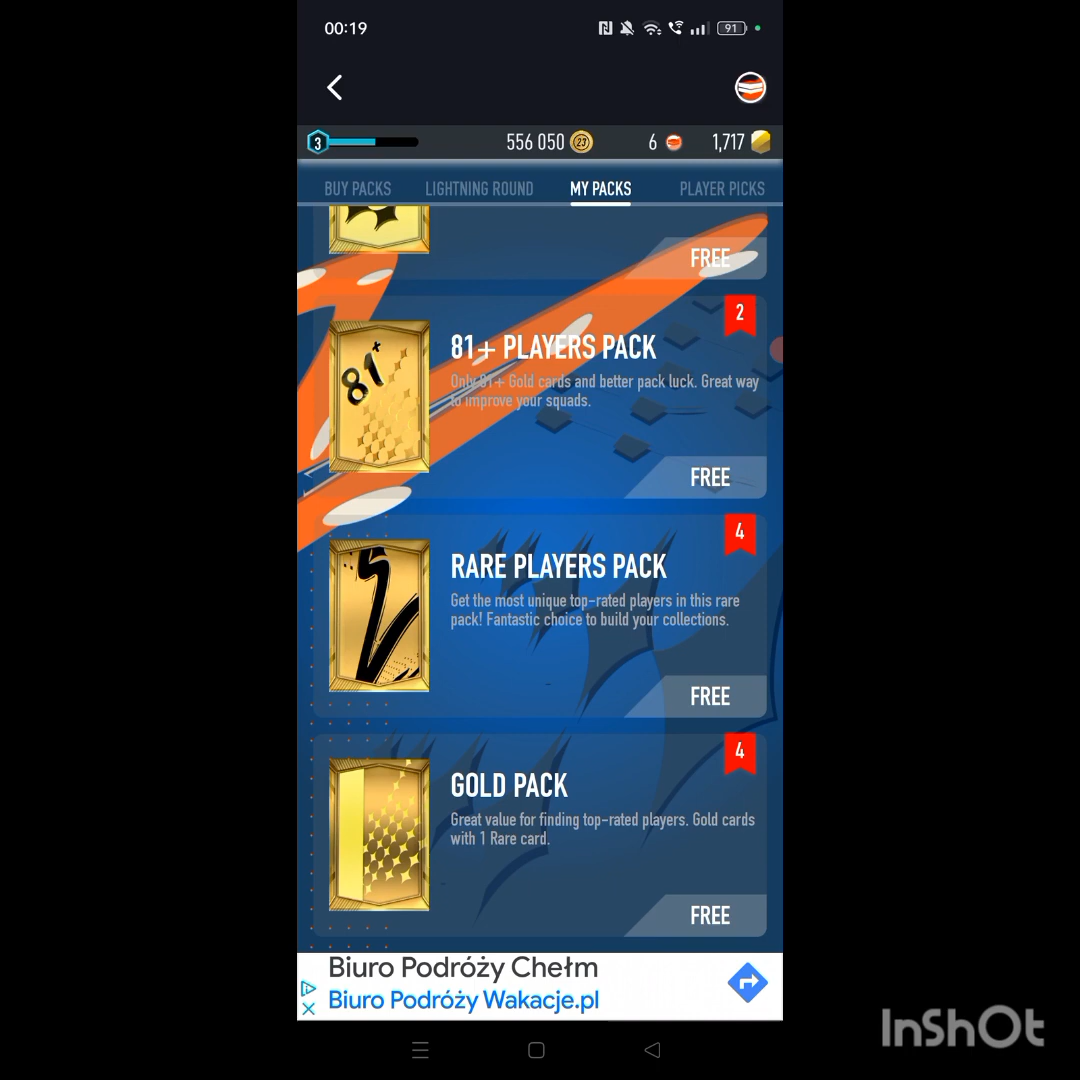 00:19
91
3
556 050 23
6
1,717
BUY PACKS
LIGHTNING ROUND
MY PACKS
PLAYER PICKS
FREE
2
81+
81+ PLAYERS PACK
Only 81+ Gold cards and better pack luck. Great way
to improve your squads.
FREE
4
RARE PLAYERS PACK
Get the most unique top-rated players in this rare
pack! Fantastic choice to build your collections.
FREE
4
GOLD PACK
Great value for finding top-rated players. Gold cards
with 1 Rare card.
FREE
Biuro Podróży Chełm
Biuro Podróży Wakacje.pl
InShOt